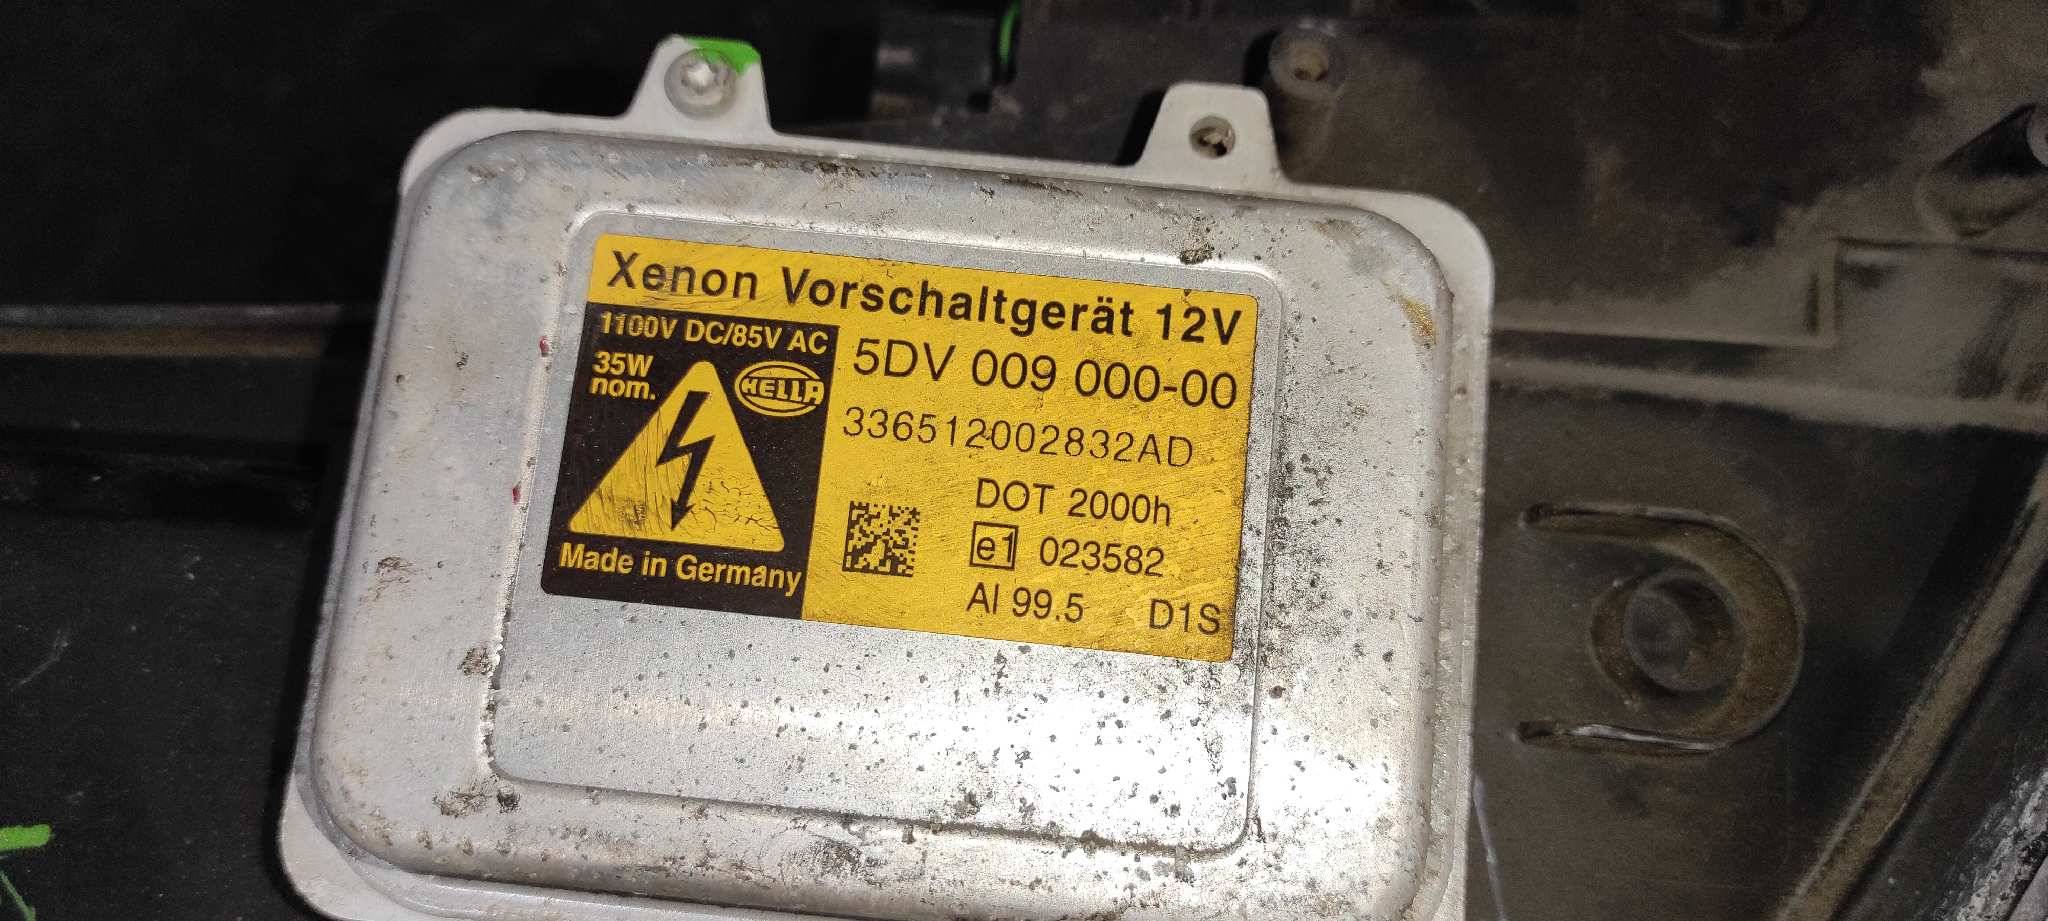 Xenon Vorschaltgerät 12V
1100V DC/85V AC
35W
nom.
HELLA
Made in Germany
5DV 009 000-00
336512002832AD
DOT 2000h
e1 023582
Al 99.5 D1S